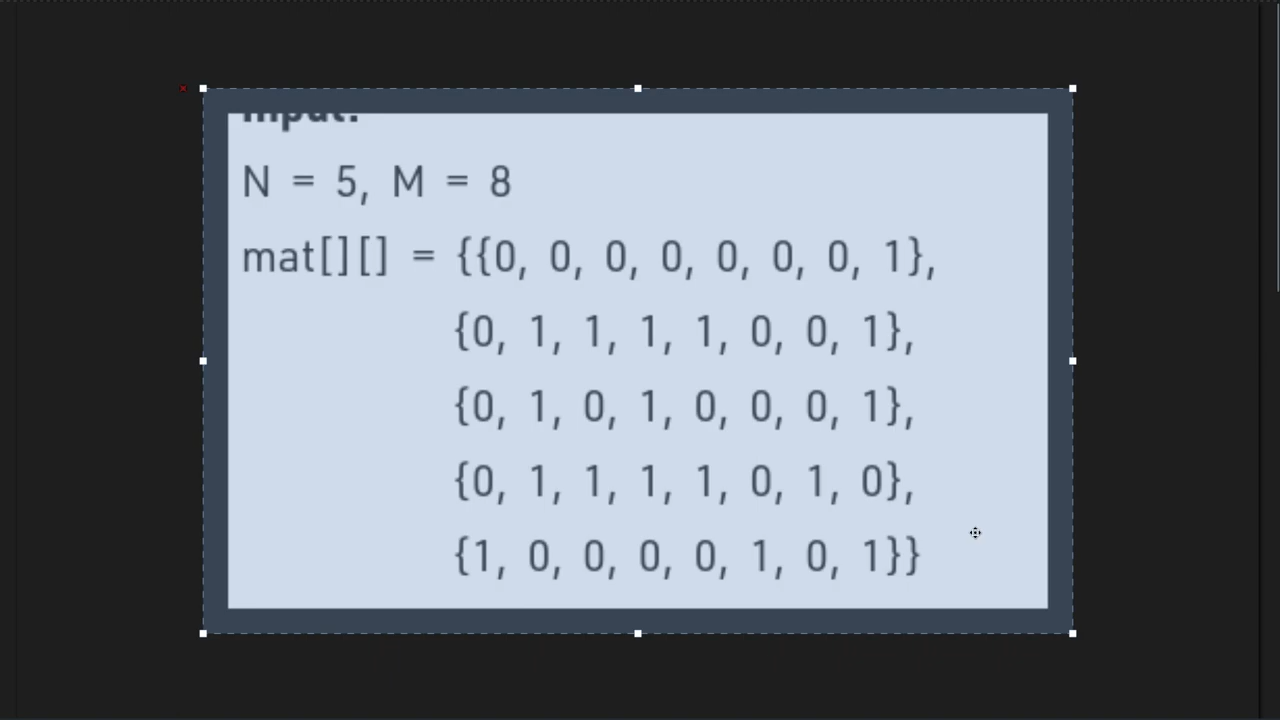 Input:
N = 5, M = 8
mat[][] = {{0, 0, 0, 0, 0, 0, 0, 1},
{0, 1, 1, 1, 1, 0, 0, 1},
{0, 1, 0, 1, 0, 0, 0, 1},
{0, 1, 1, 1, 1, 0, 1, 0},
{1, 0, 0, 0, 0, 1, 0, 1}}